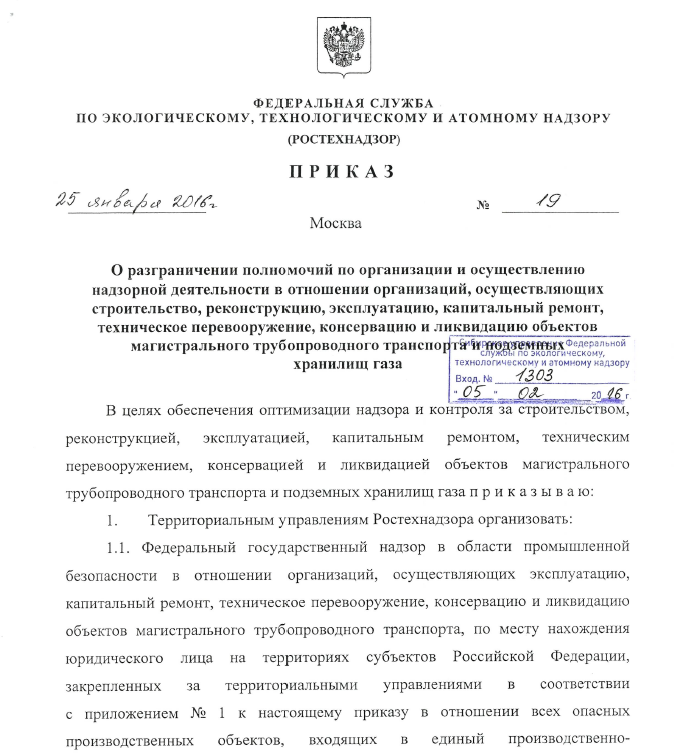 ФЕДЕРАЛЬНАЯ СЛУЖБА
ПО ЭКОЛОГИЧЕСКОМУ, ТЕХНОЛОГИЧЕСКОМУ И АТОМНОМУ НАДЗОРУ
(РОСТЕХНАДЗОР)
ПРИКАЗ
25 января 2016г № 19
Москва
О разграничении полномочий по организации и осуществлению
надзорной деятельности в отношении организаций, осуществляющих
строительство, реконструкцию, эксплуатацию, капитальный ремонт,
техническое перевооружение, консервацию и ликвидацию объектов
магистрального трубопроводного транспорта и подземных
хранилищ газа
Сибирское управление Федеральной
службы по экологическому,
технологическому и атомному надзору
Вход. № 1303
"05" 02 2016 г
В целях обеспечения оптимизации надзора и контроля за строительством,
реконструкцией, эксплуатацией, капитальным ремонтом, техническим
перевооружением, консервацией и ликвидацией объектов магистрального
трубопроводного транспорта и подземных хранилищ газа п р и к а з ы в а ю:
1. Территориальным управлениям Ростехнадзора организовать:
1.1. Федеральный государственный надзор в области промышленной
безопасности в отношении организаций, осуществляющих эксплуатацию,
капитальный ремонт, техническое перевооружение, консервацию и ликвидацию
объектов магистрального трубопроводного транспорта, по месту нахождения
юридического лица на территориях субъектов Российской Федерации,
закрепленных за территориальными управлениями в соответствии
с приложением № 1 к настоящему приказу в отношении всех опасных
производственных объектов, входящих в единый производственно-